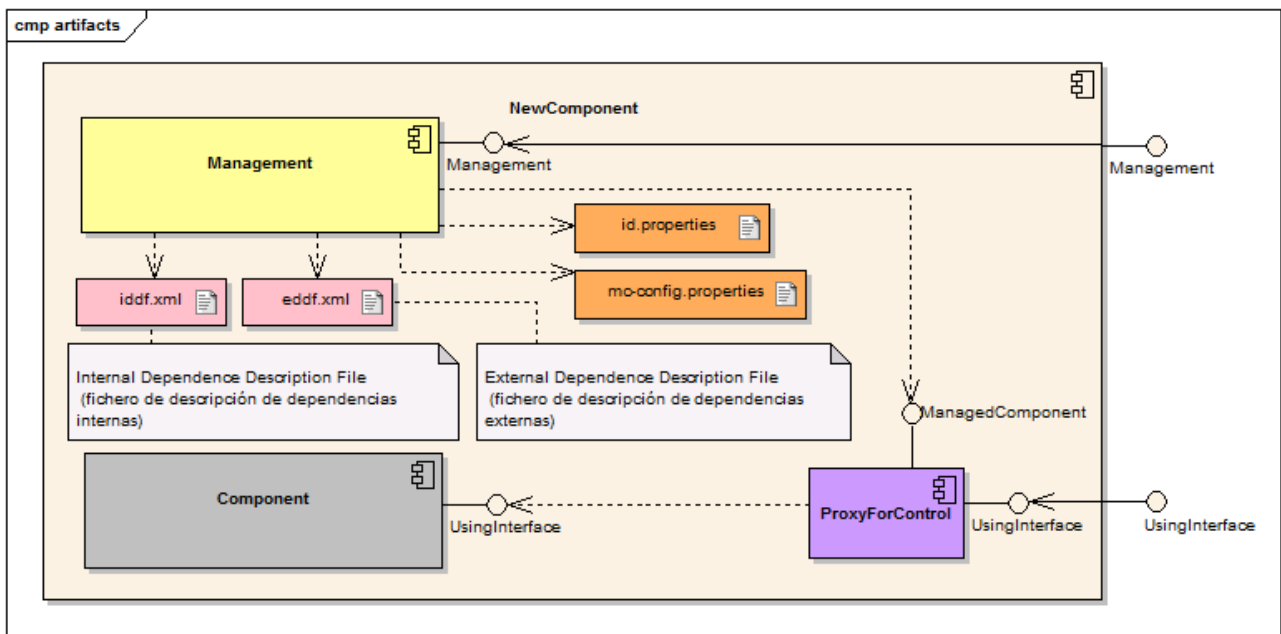 cmp artifacts
NewComponent
Management
Management
Management
id.properties
mo-config.properties
iddf.xml
eddf.xml
Internal Dependence Description File
(fichero de descripción de dependencias
internas)
External Dependence Description File
(fichero de descripción de dependencias
externas)
ManagedComponent
Component
UsingInterface
ProxyForControl
UsingInterface
UsingInterface